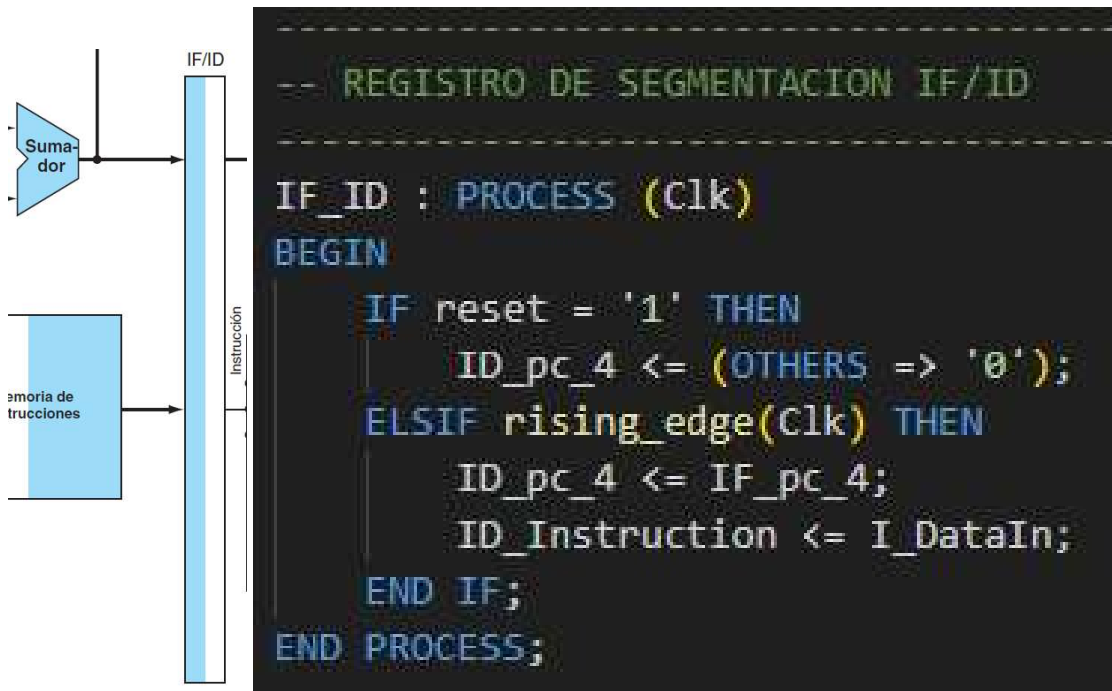 IF/ID
Suma-
dor
Instrucción
emoria de
trucciones
----------------------------------------
-- REGISTRO DE SEGMENTACION IF/ID
----------------------------------------
IF_ID : PROCESS (Clk)
BEGIN
IF reset = '1' THEN
ID_pc_4 <= (OTHERS => '0');
ELSIF rising_edge(Clk) THEN
ID_pc_4 <= IF_pc_4;
ID_Instruction <= I_DataIn;
END IF;
END PROCESS;